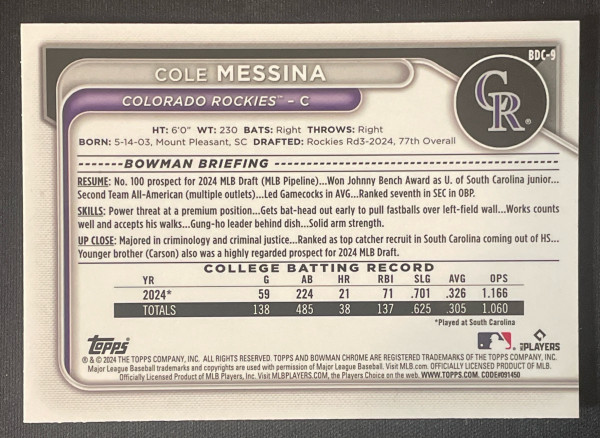 BDC-9
COLE MESSINA
COLORADO ROCKIES™ – C
CR
HT: 6'0" WT: 230 BATS: Right THROWS: Right
BORN: 5-14-03, Mount Pleasant, SC DRAFTED: Rockies Rd3-2024, 77th Overall
BOWMAN BRIEFING
RESUME: No. 100 prospect for 2024 MLB Draft (MLB Pipeline)...Won Johnny Bench Award as U. of South Carolina junior...
Second Team All-American (multiple outlets)...Led Gamecocks in AVG...Ranked seventh in SEC in OBP.
SKILLS: Power threat at a premium position...Gets bat-head out early to pull fastballs over left-field wall...Works counts
well and accepts his walks...Gung-ho leader behind dish...Solid arm strength.
UP CLOSE: Majored in criminology and criminal justice...Ranked as top catcher recruit in South Carolina coming out of HS...
Younger brother (Carson) also was a highly regarded prospect for 2024 MLB Draft.
COLLEGE BATTING RECORD
YR G AB HR RBI SLG AVG OPS
2024* 59 224 21 71 .701 .326 1.166
TOTALS 138 485 38 137 .625 .305 1.060
*Played at South Carolina
Topps
PLAYERS
® & © 2024 THE TOPPS COMPANY, INC. ALL RIGHTS RESERVED. TOPPS AND BOWMAN CHROME ARE REGISTERED TRADEMARKS OF THE TOPPS COMPANY, INC.
Major League Baseball trademarks and copyrights are used with permission of Major League Baseball. Visit MLB.com. OFFICIALLY LICENSED PRODUCT OF MLB.
Officially Licensed Product of MLB Players, Inc. Visit MLBPLAYERS.COM, the Players Choice on the web. WWW.TOPPS.COM. CODE#091450